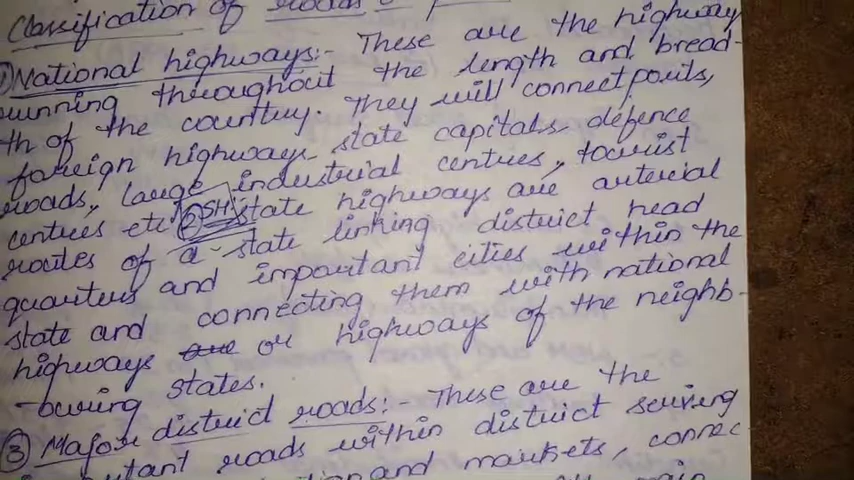 Classification of roads
① National highways:- These are the highway
running throughout the length and bread-
th of the country. They will connect pouts,
foreign highways state capitals defence
roads, large industrial centres, tourist
centres etc ② SH:- state highways are arterial
routes of a state linking district head
quarters and important cities within the
state and connecting them with national
highways or highways of the neighb-
-ouring states.
③ Major district roads:- These are the
roads within district serving
and markets, connec